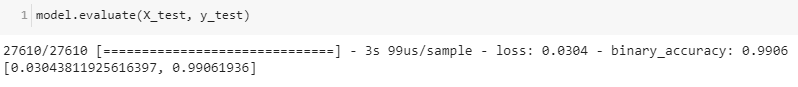 1 model.evaluate(X_test, y_test)
27610/27610 [==============================] - 3s 99us/sample - loss: 0.0304 - binary_accuracy: 0.9906
[0.03043811925616397, 0.99061936]